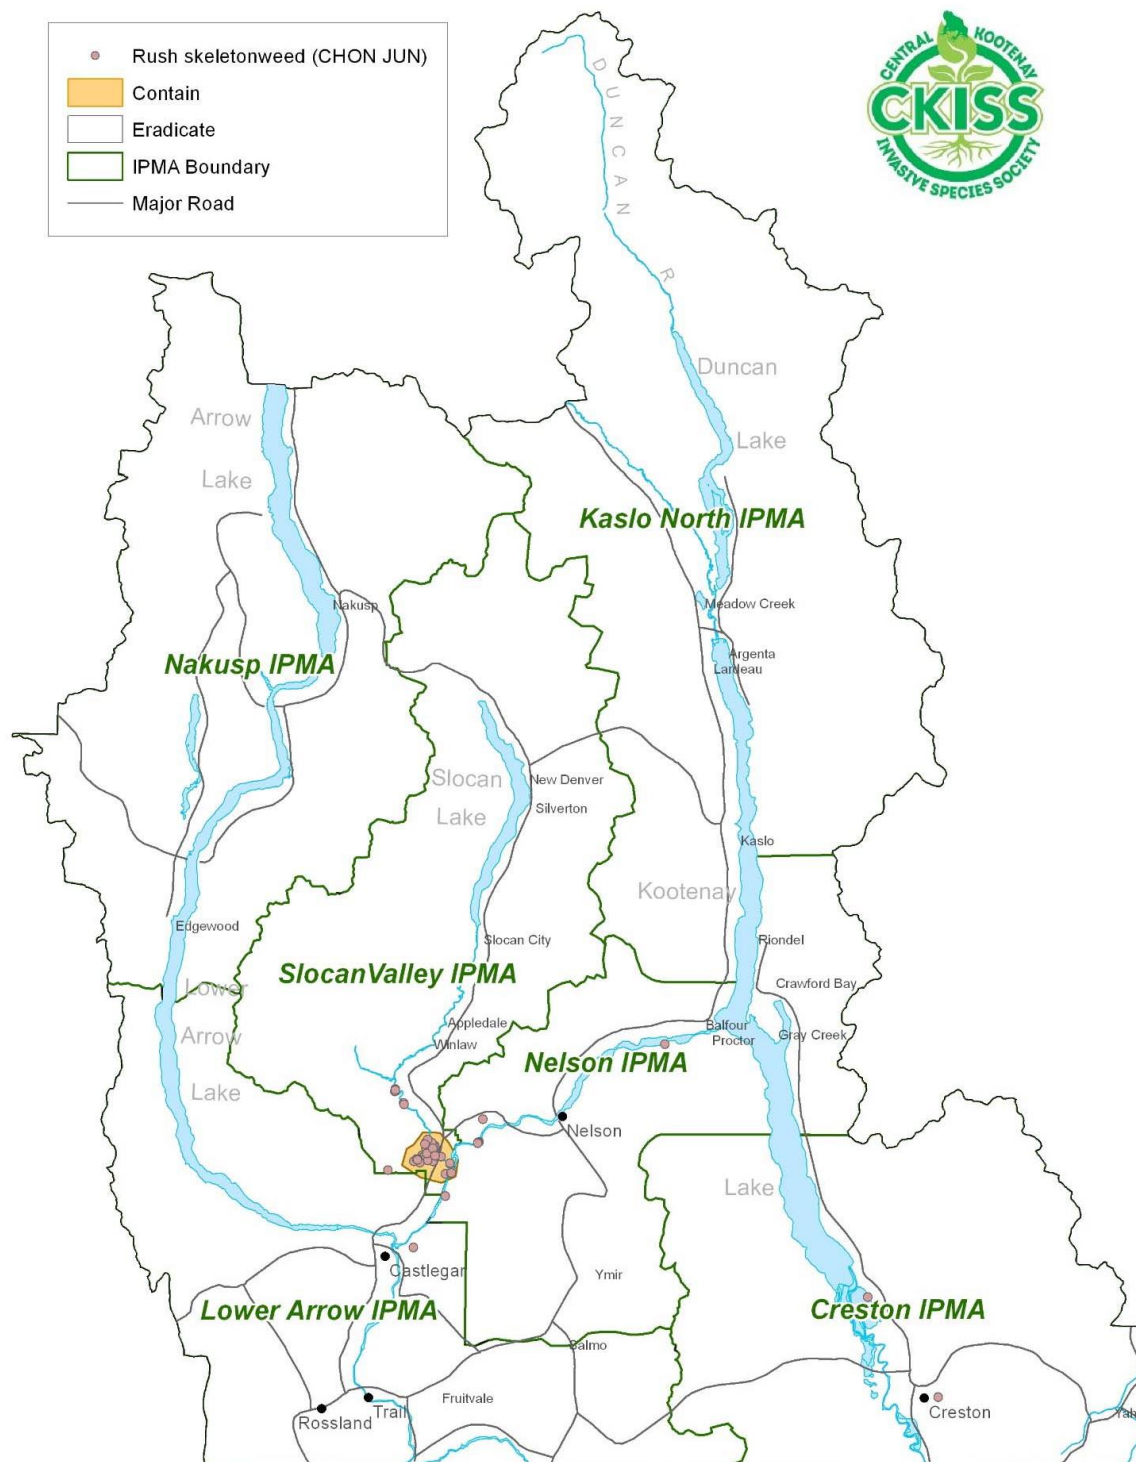 Rush skeletonweed (CHON JUN)
Contain
Eradicate
IPMA Boundary
Major Road
CENTRAL KOOTENAY
CKISS
INVASIVE SPECIES SOCIETY
DUNCAN
R
Duncan
Lake
Arrow
Lake
Kaslo North IPMA
Nakusp
Meadow Creek
Argenta
Lardeau
Nakusp IPMA
Slocan
Lake
New Denver
Silverton
Kaslo
Kootenay
Edgewood
Slocan City
Riondel
SlocanValley IPMA
Crawford Bay
Lower
Arrow
Lake
Appledale
Winlaw
Balfour
Proctor
Gray Creek
Nelson IPMA
Nelson
Lake
Castlegar
Ymir
Lower Arrow IPMA
Creston IPMA
Salmo
Fruitvale
Trail
Rossland
Creston
Yah